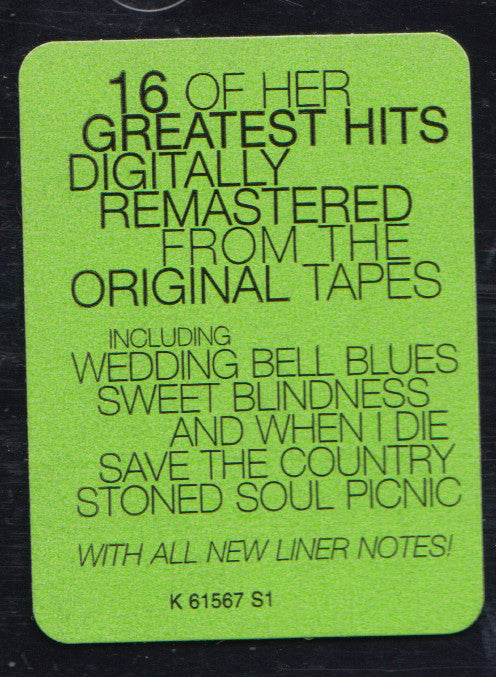 16 OF HER
GREATEST HITS
DIGITALLY
REMASTERED
FROM THE
ORIGINAL TAPES
INCLUDING
WEDDING BELL BLUES
SWEET BLINDNESS
AND WHEN I DIE
SAVE THE COUNTRY
STONED SOUL PICNIC
WITH ALL NEW LINER NOTES!
K 61567 S1